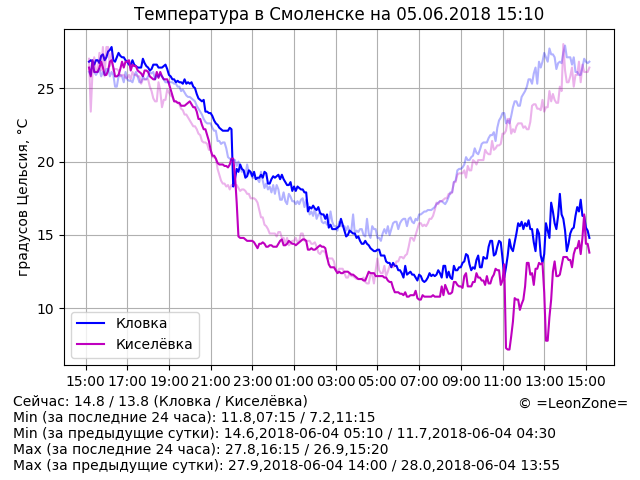 Температура в Смоленске на 05.06.2018 15:10
градусов Цельсия, °C
25
20
15
10
Кловка
Киселёвка
15:00 17:00 19:00 21:00 23:00 01:00 03:00 05:00 07:00 09:00 11:00 13:00 15:00
Сейчас: 14.8 / 13.8 (Кловка / Киселёвка)
© =LeonZone=
Min (за последние 24 часа): 11.8,07:15 / 7.2,11:15
Min (за предыдущие сутки): 14.6,2018-06-04 05:10 / 11.7,2018-06-04 04:30
Max (за последние 24 часа): 27.8,16:15 / 26.9,15:20
Max (за предыдущие сутки): 27.9,2018-06-04 14:00 / 28.0,2018-06-04 13:55